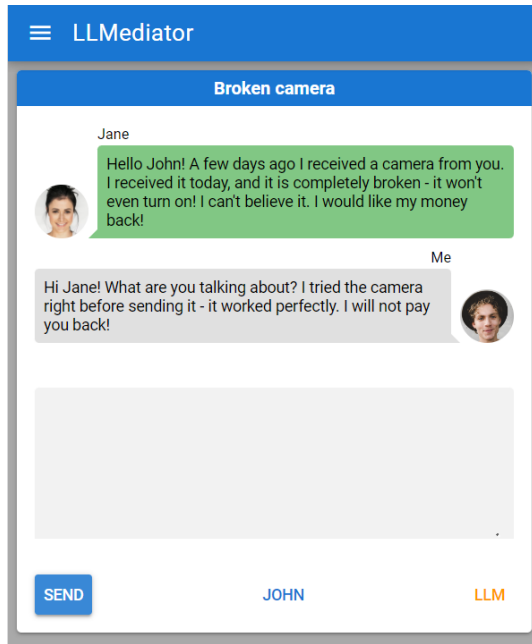 LLMediator
Broken camera
Jane
Hello John! A few days ago I received a camera from you.
I received it today, and it is completely broken - it won't
even turn on! I can't believe it. I would like my money
back!
Me
Hi Jane! What are you talking about? I tried the camera
right before sending it - it worked perfectly. I will not pay
you back!
SEND
JOHN
LLM